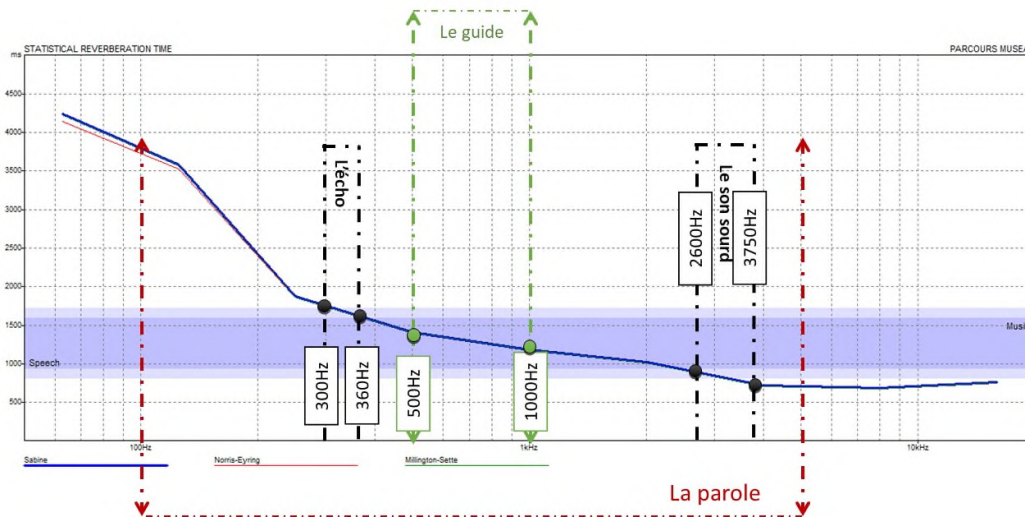 Le guide
STATISTICAL REVERBERATION TIME
PARCOURS MUSEA
ms
4500
4000
3500
3000
2500
2000
1500
1000
500
L'écho
Le son sourd
2600Hz
3750Hz
Musi
Speech
300Hz
360Hz
500Hz
1000Hz
100Hz
1kHz
10kHz
Sabine
Norris-Eyring
Millington-Sette
La parole